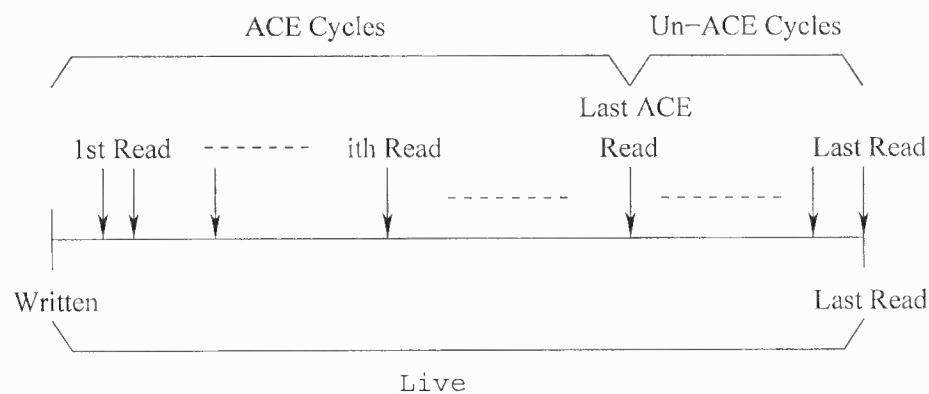 ACE Cycles
Un-ACE Cycles
Last ACE
1st Read
ith Read
Read
Last Read
Written
Last Read
Live